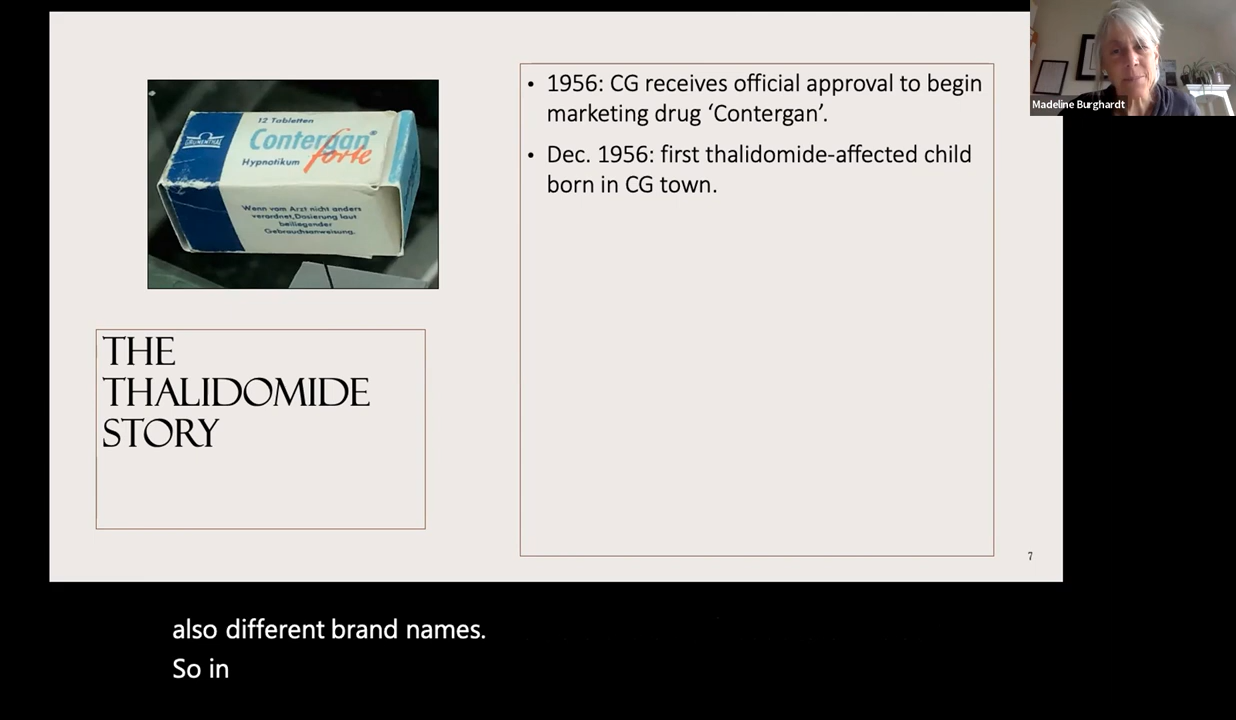 12 Tabletten
Contergan®
forte
Hypnotikum
GRÜNENTHAL
Wenn vom Arzt nicht anders
verordnet, Dosierung laut
beiliegender
Gebrauchsanweisung.
THE
THALIDOMIDE
STORY
• 1956: CG receives official approval to begin
marketing drug ‘Contergan’.
• Dec. 1956: first thalidomide-affected child
born in CG town.
7
Madeline Burghardt
also different brand names.
So in